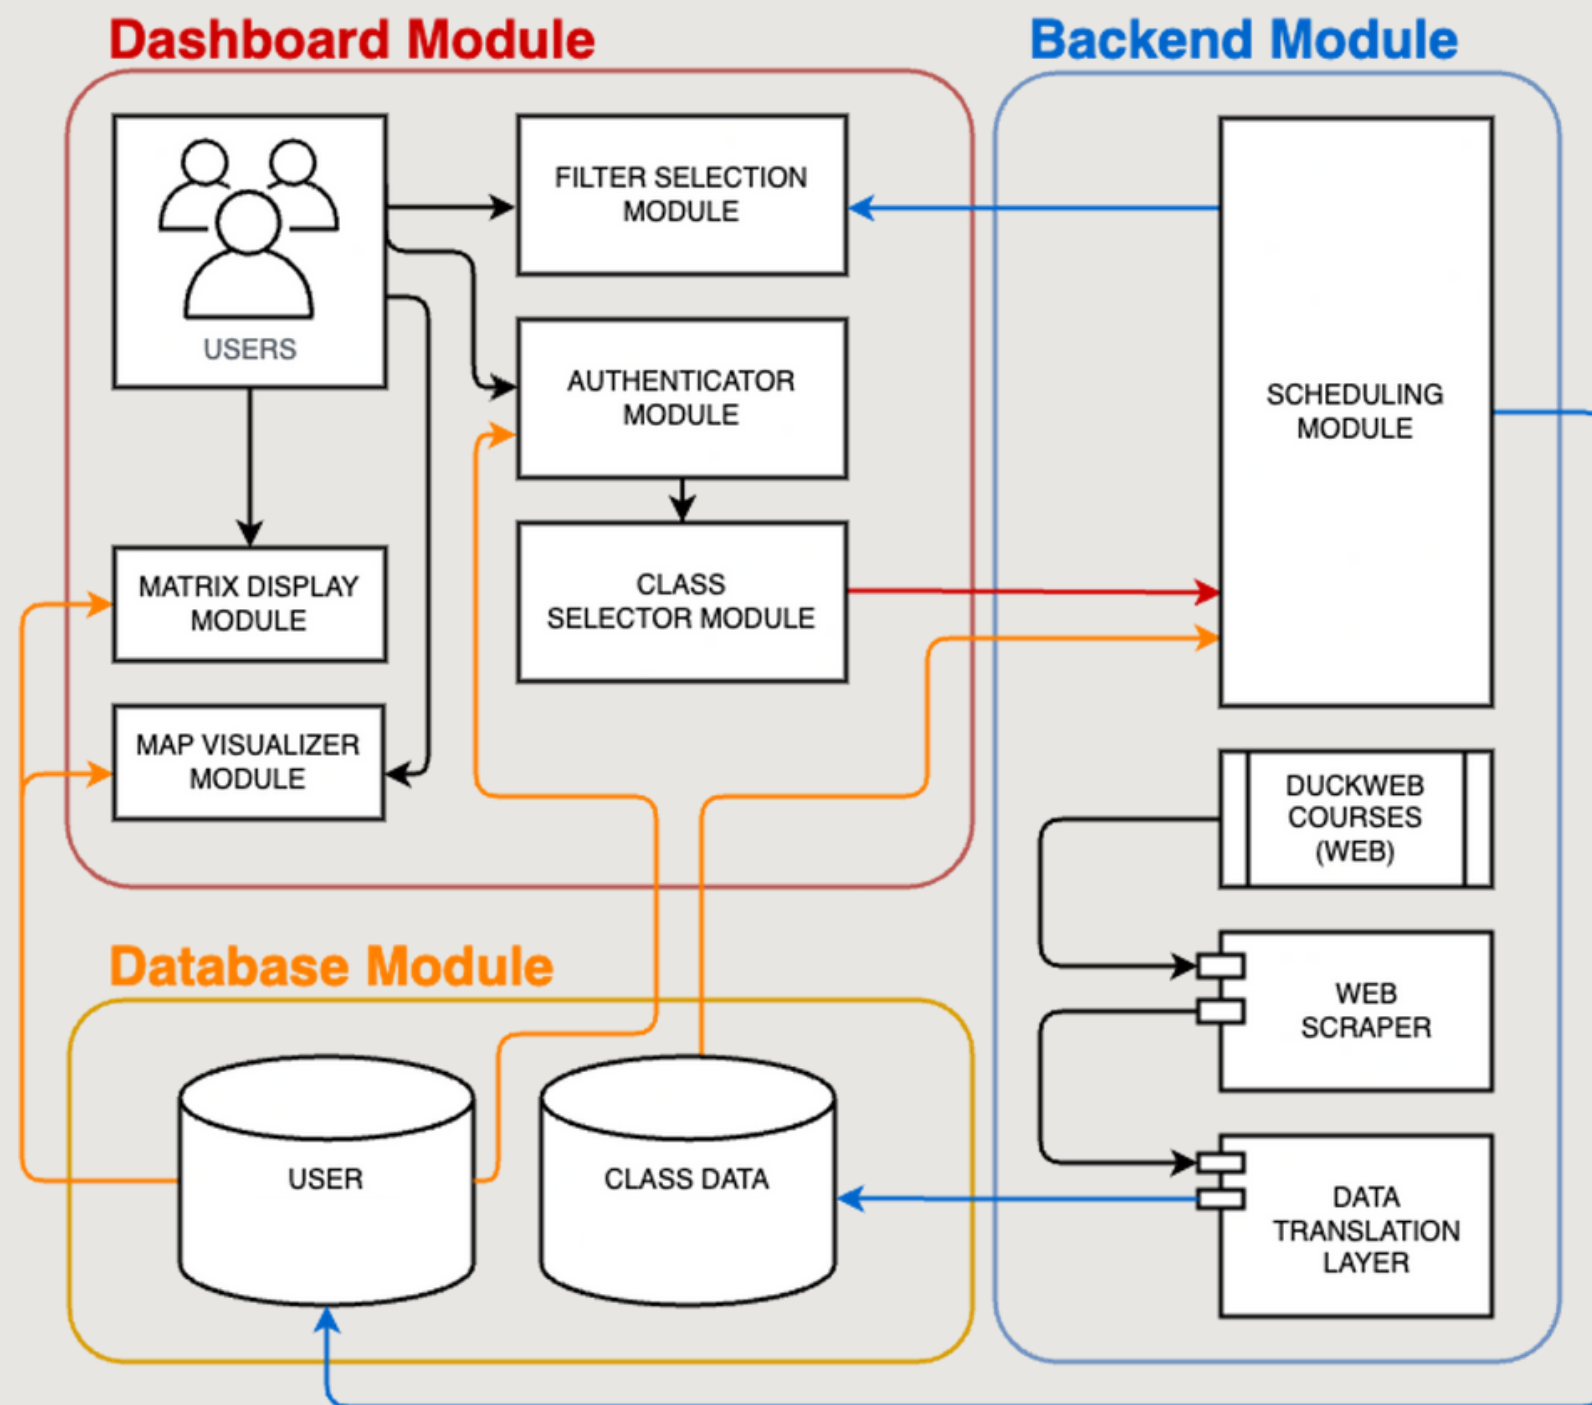 Dashboard Module
USERS
FILTER SELECTION
MODULE
AUTHENTICATOR
MODULE
CLASS
SELECTOR MODULE
MATRIX DISPLAY
MODULE
MAP VISUALIZER
MODULE
Backend Module
SCHEDULING
MODULE
DUCKWEB
COURSES
(WEB)
WEB
SCRAPER
DATA
TRANSLATION
LAYER
Database Module
USER
CLASS DATA